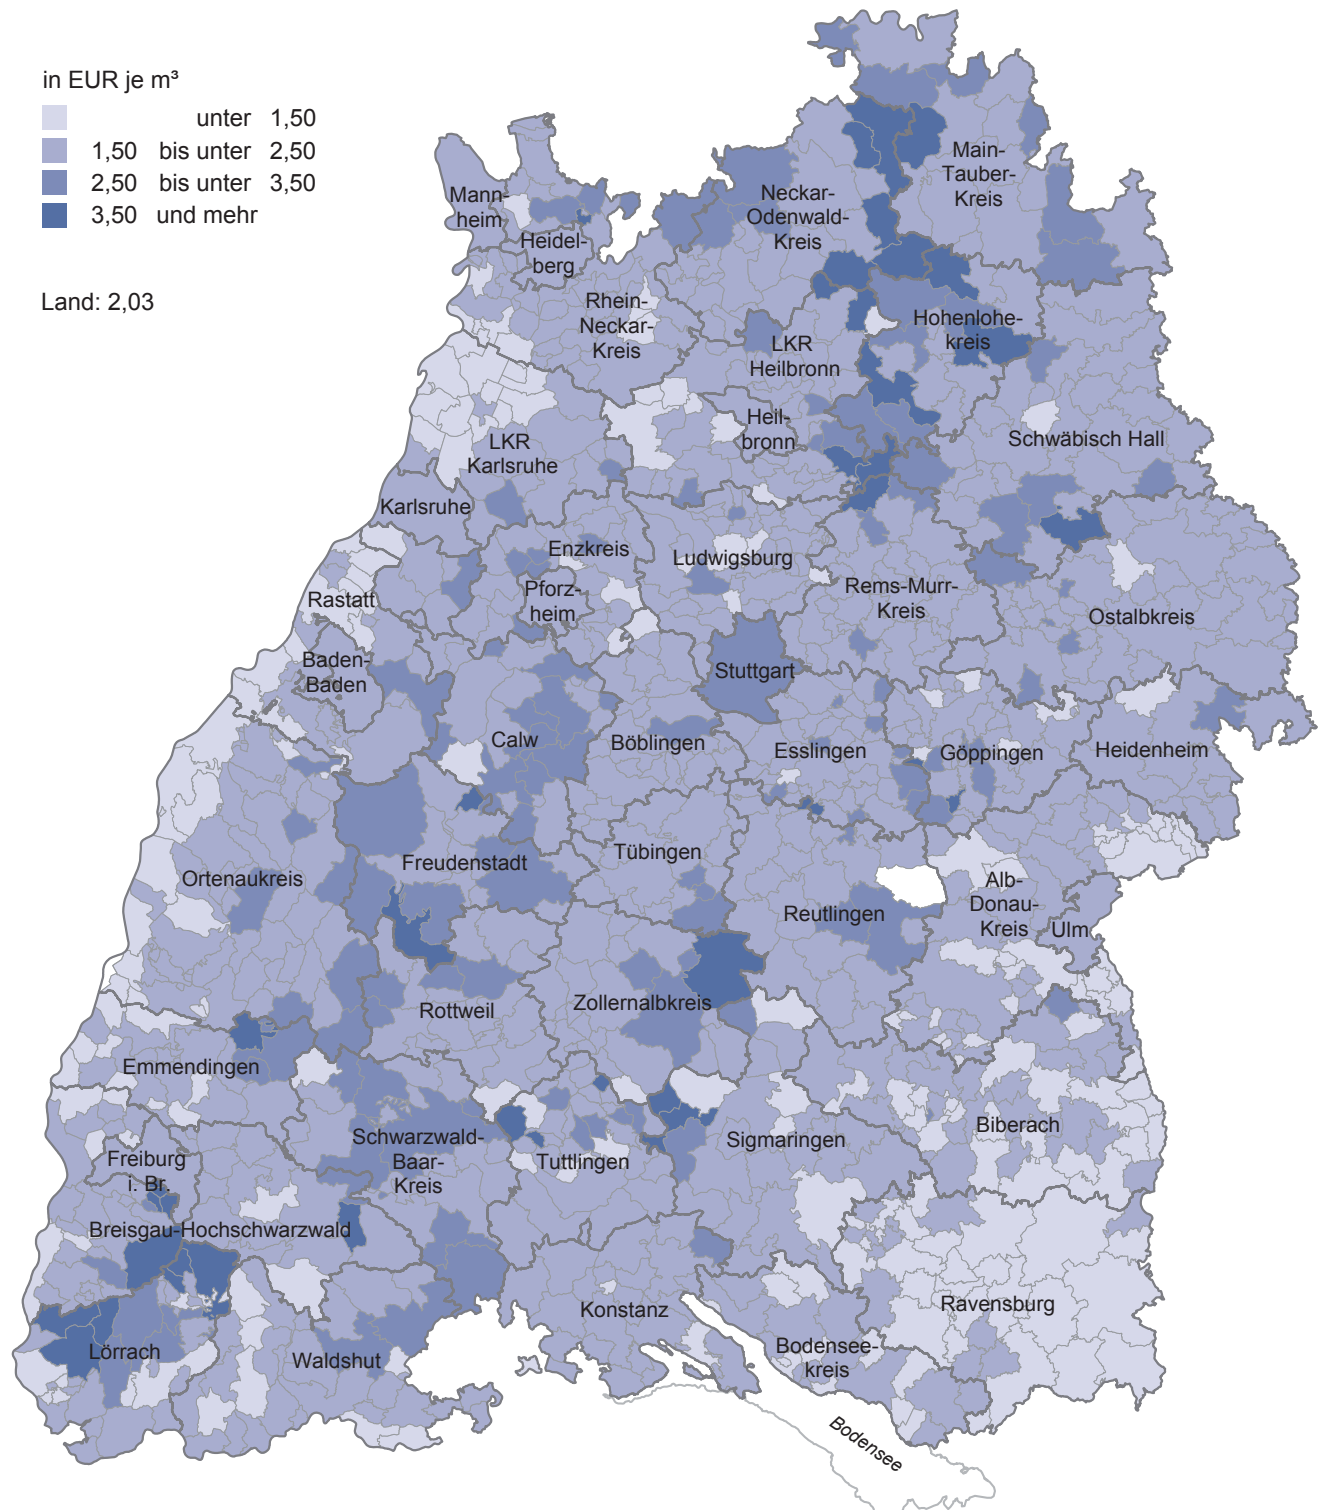 in EUR je m³
unter 1,50
1,50 bis unter 2,50
2,50 bis unter 3,50
3,50 und mehr
Land: 2,03
Mann-
heim
Heidel-
berg
Rhein-
Neckar-
Kreis
Neckar-
Odenwald-
Kreis
Main-
Tauber-
Kreis
Hohenlohe-
kreis
LKR
Heilbronn
Heil-
bronn
Schwäbisch Hall
LKR
Karlsruhe
Karlsruhe
Enzkreis
Pforz-
heim
Ludwigsburg
Rems-Murr-
Kreis
Ostalbkreis
Rastatt
Baden-
Baden
Stuttgart
Calw
Böblingen
Esslingen
Göppingen
Heidenheim
Ortenaukreis
Freudenstadt
Tübingen
Reutlingen
Alb-
Donau-
Kreis
Ulm
Rottweil
Zollernalbkreis
Emmendingen
Schwarzwald-
Baar-
Kreis
Tuttlingen
Sigmaringen
Biberach
Freiburg
i. Br.
Breisgau-Hochschwarzwald
Lörrach
Waldshut
Konstanz
Bodensee-
kreis
Ravensburg
Bodensee